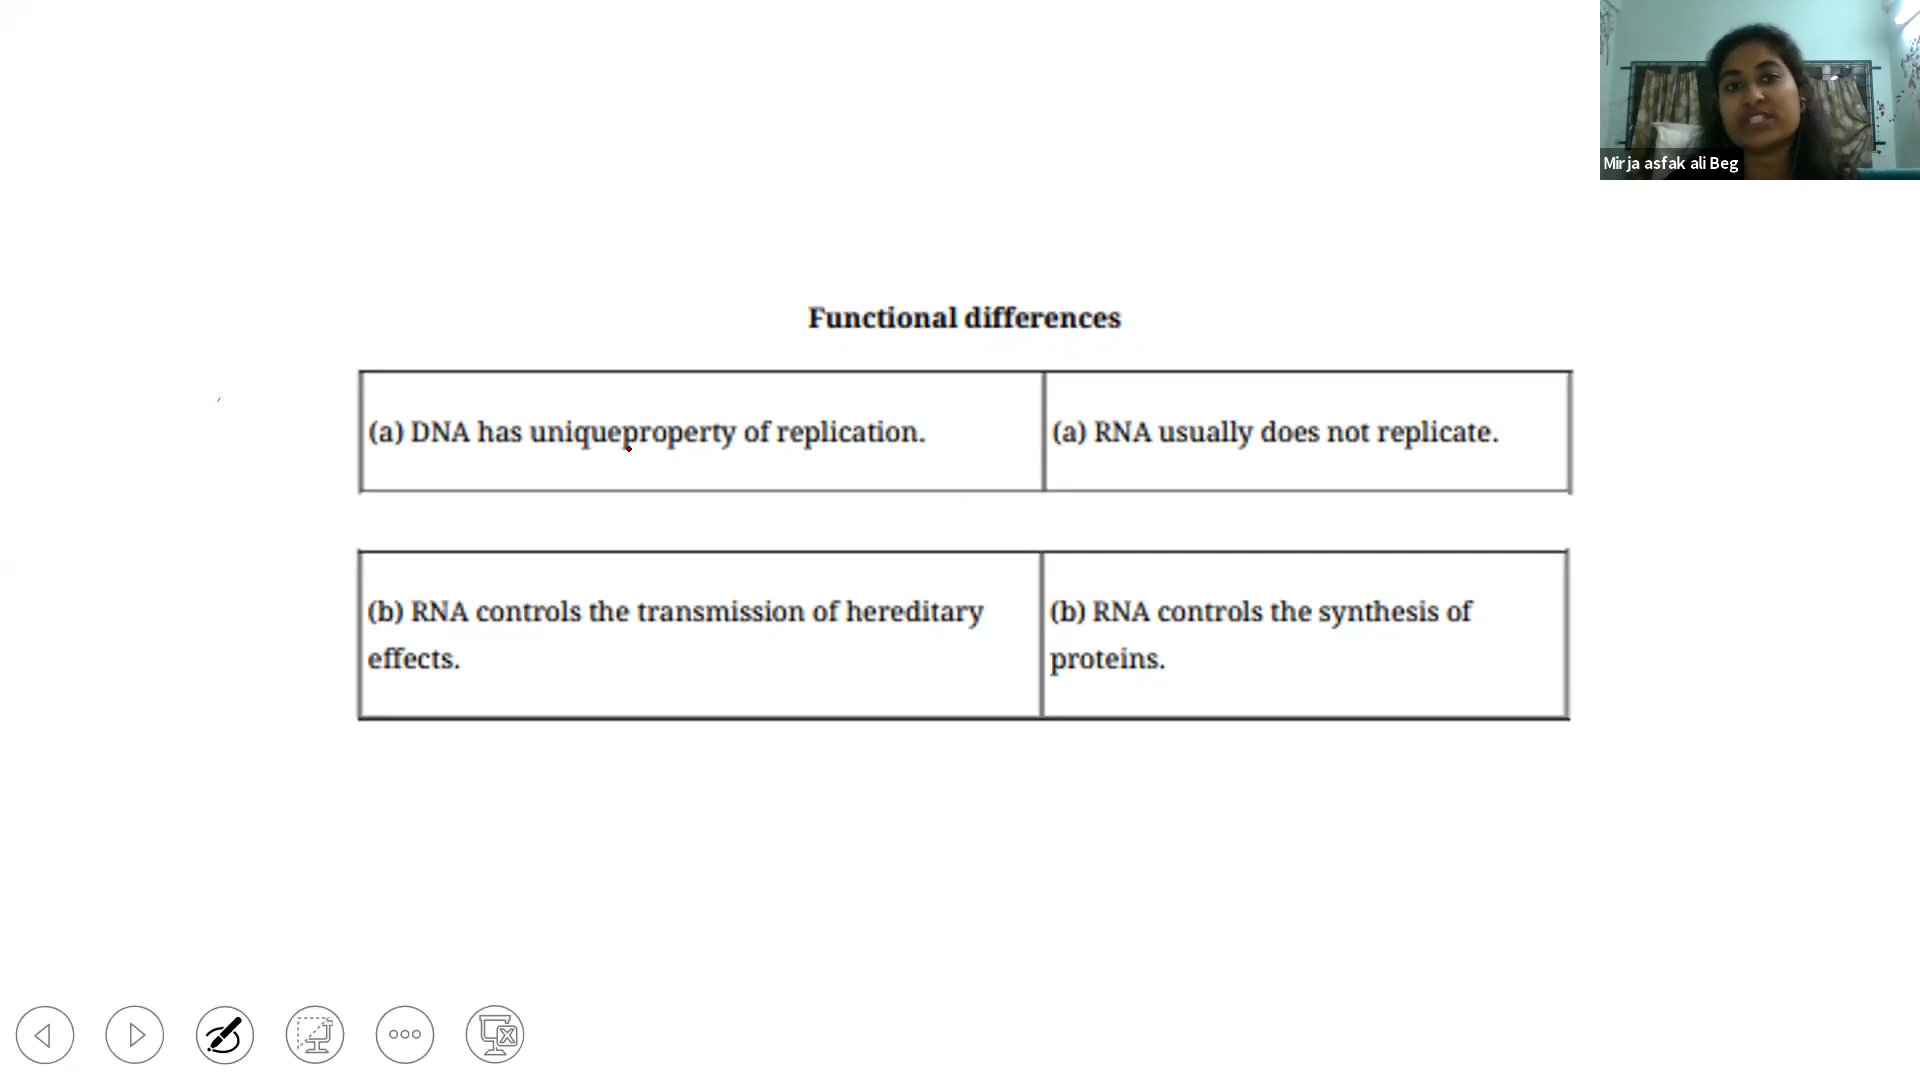 Mirja asfak ali Beg
Functional differences
(a) DNA has uniqueproperty of replication.
(a) RNA usually does not replicate.
(b) RNA controls the transmission of hereditary
effects.
(b) RNA controls the synthesis of
proteins.